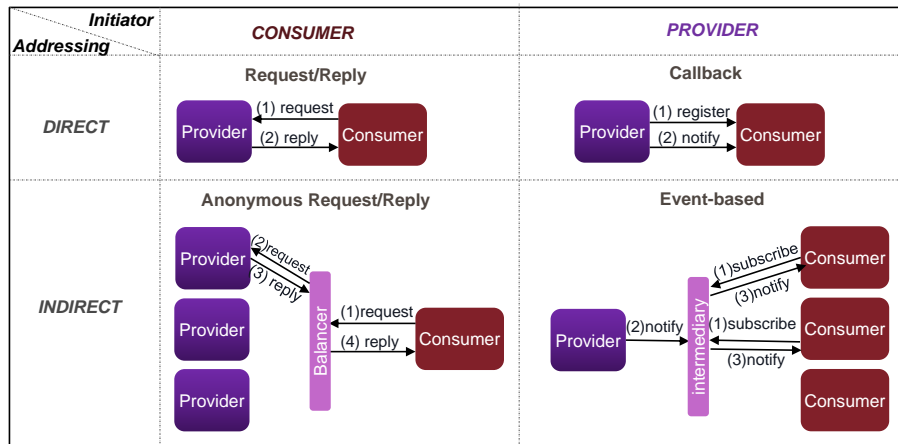 Initiator
Addressing
CONSUMER
PROVIDER
DIRECT
Request/Reply
Provider
(1) request
(2) reply
Consumer
Callback
Provider
(1) register
(2) notify
Consumer
INDIRECT
Anonymous Request/Reply
Provider
(2)request
(3) reply
Provider
Provider
Balancer
(1)request
(4) reply
Consumer
Event-based
Provider
(2)notify
intermediary
(1)subscribe
(3)notify
Consumer
(1)subscribe
(3)notify
Consumer
Consumer